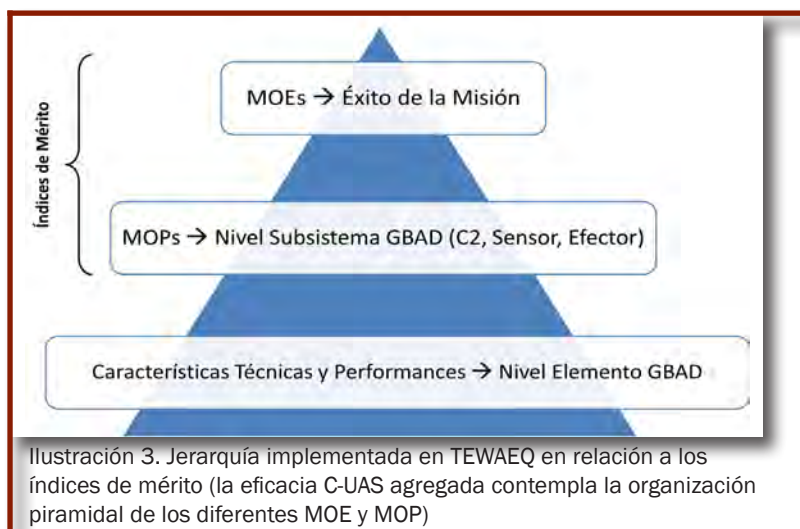 Índices de Mérito
MOEs → Éxito de la Misión
MOPs → Nivel Subsistema GBAD (C2, Sensor, Efector)
Características Técnicas y Performances → Nivel Elemento GBAD
Ilustración 3. Jerarquía implementada en TEWAEQ en relación a los
índices de mérito (la eficacia C-UAS agregada contempla la organización
piramidal de los diferentes MOE y MOP)